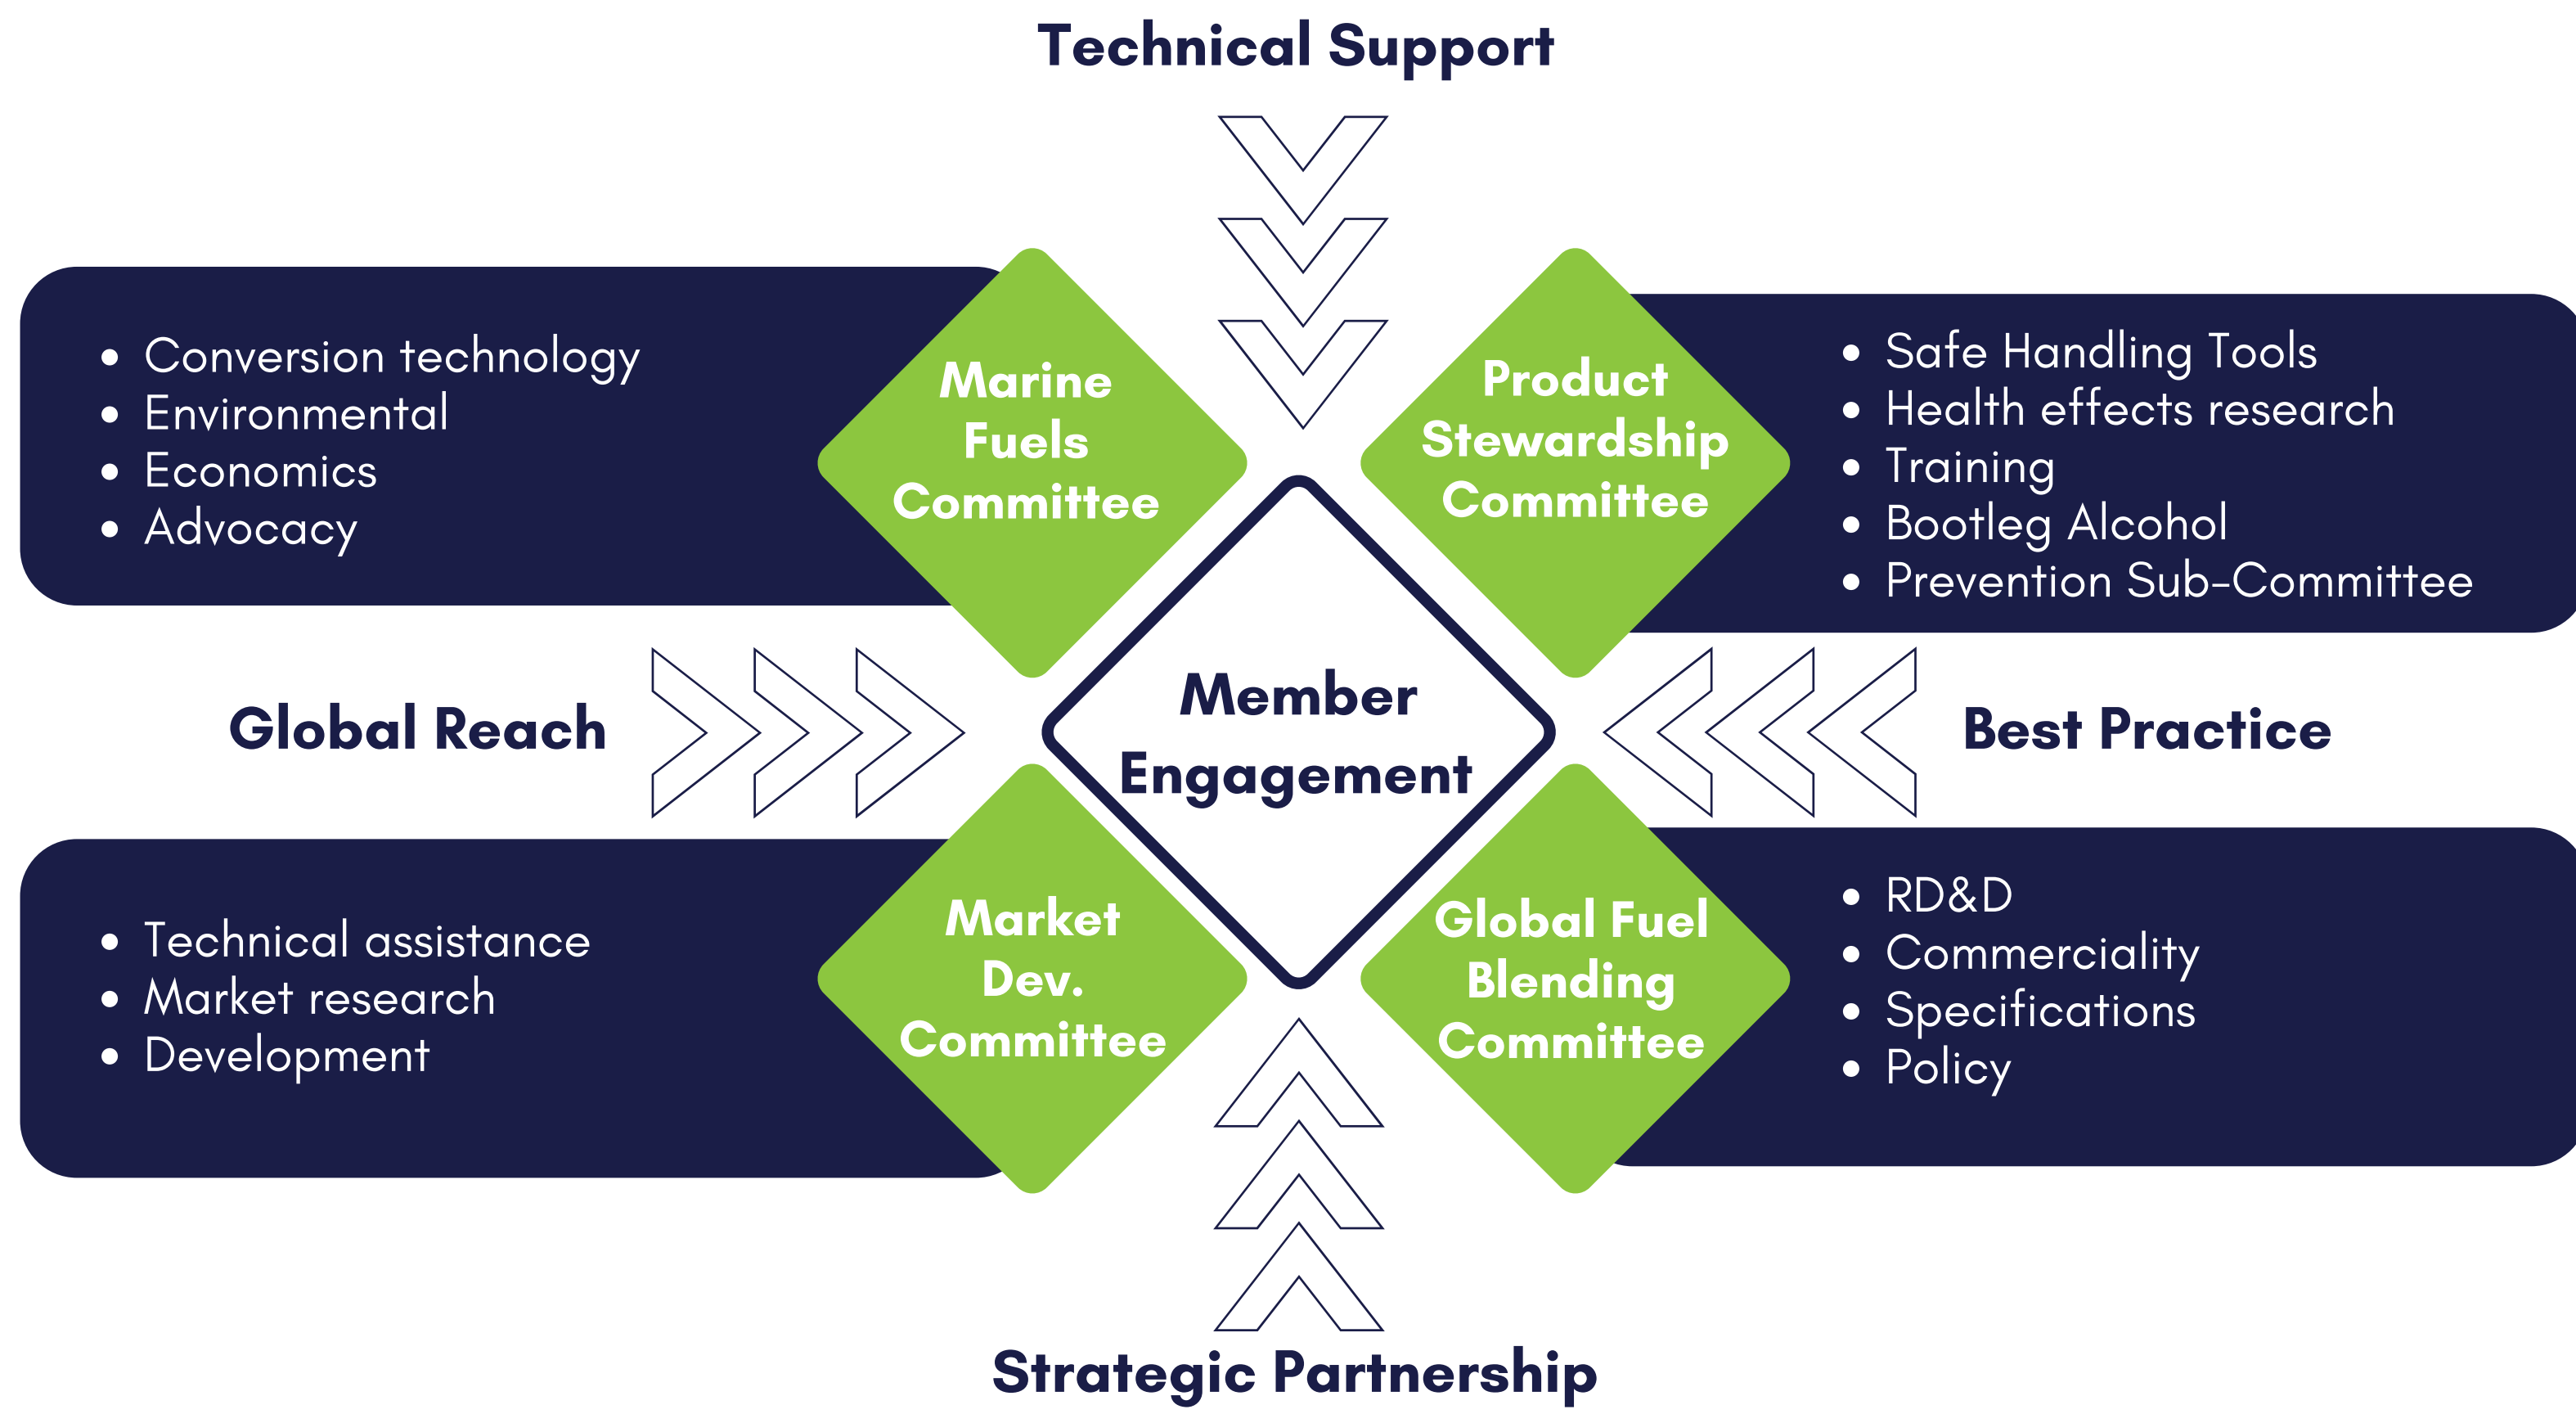 Technical Support
• Conversion technology
• Environmental
• Economics
• Advocacy
Marine
Fuels
Committee
Product
Stewardship
Committee
• Safe Handling Tools
• Health effects research
• Training
• Bootleg Alcohol
• Prevention Sub-Committee
Global Reach
Member
Engagement
Best Practice
• Technical assistance
• Market research
• Development
Market
Dev.
Committee
Global Fuel
Blending
Committee
• RD&D
• Commerciality
• Specifications
• Policy
Strategic Partnership